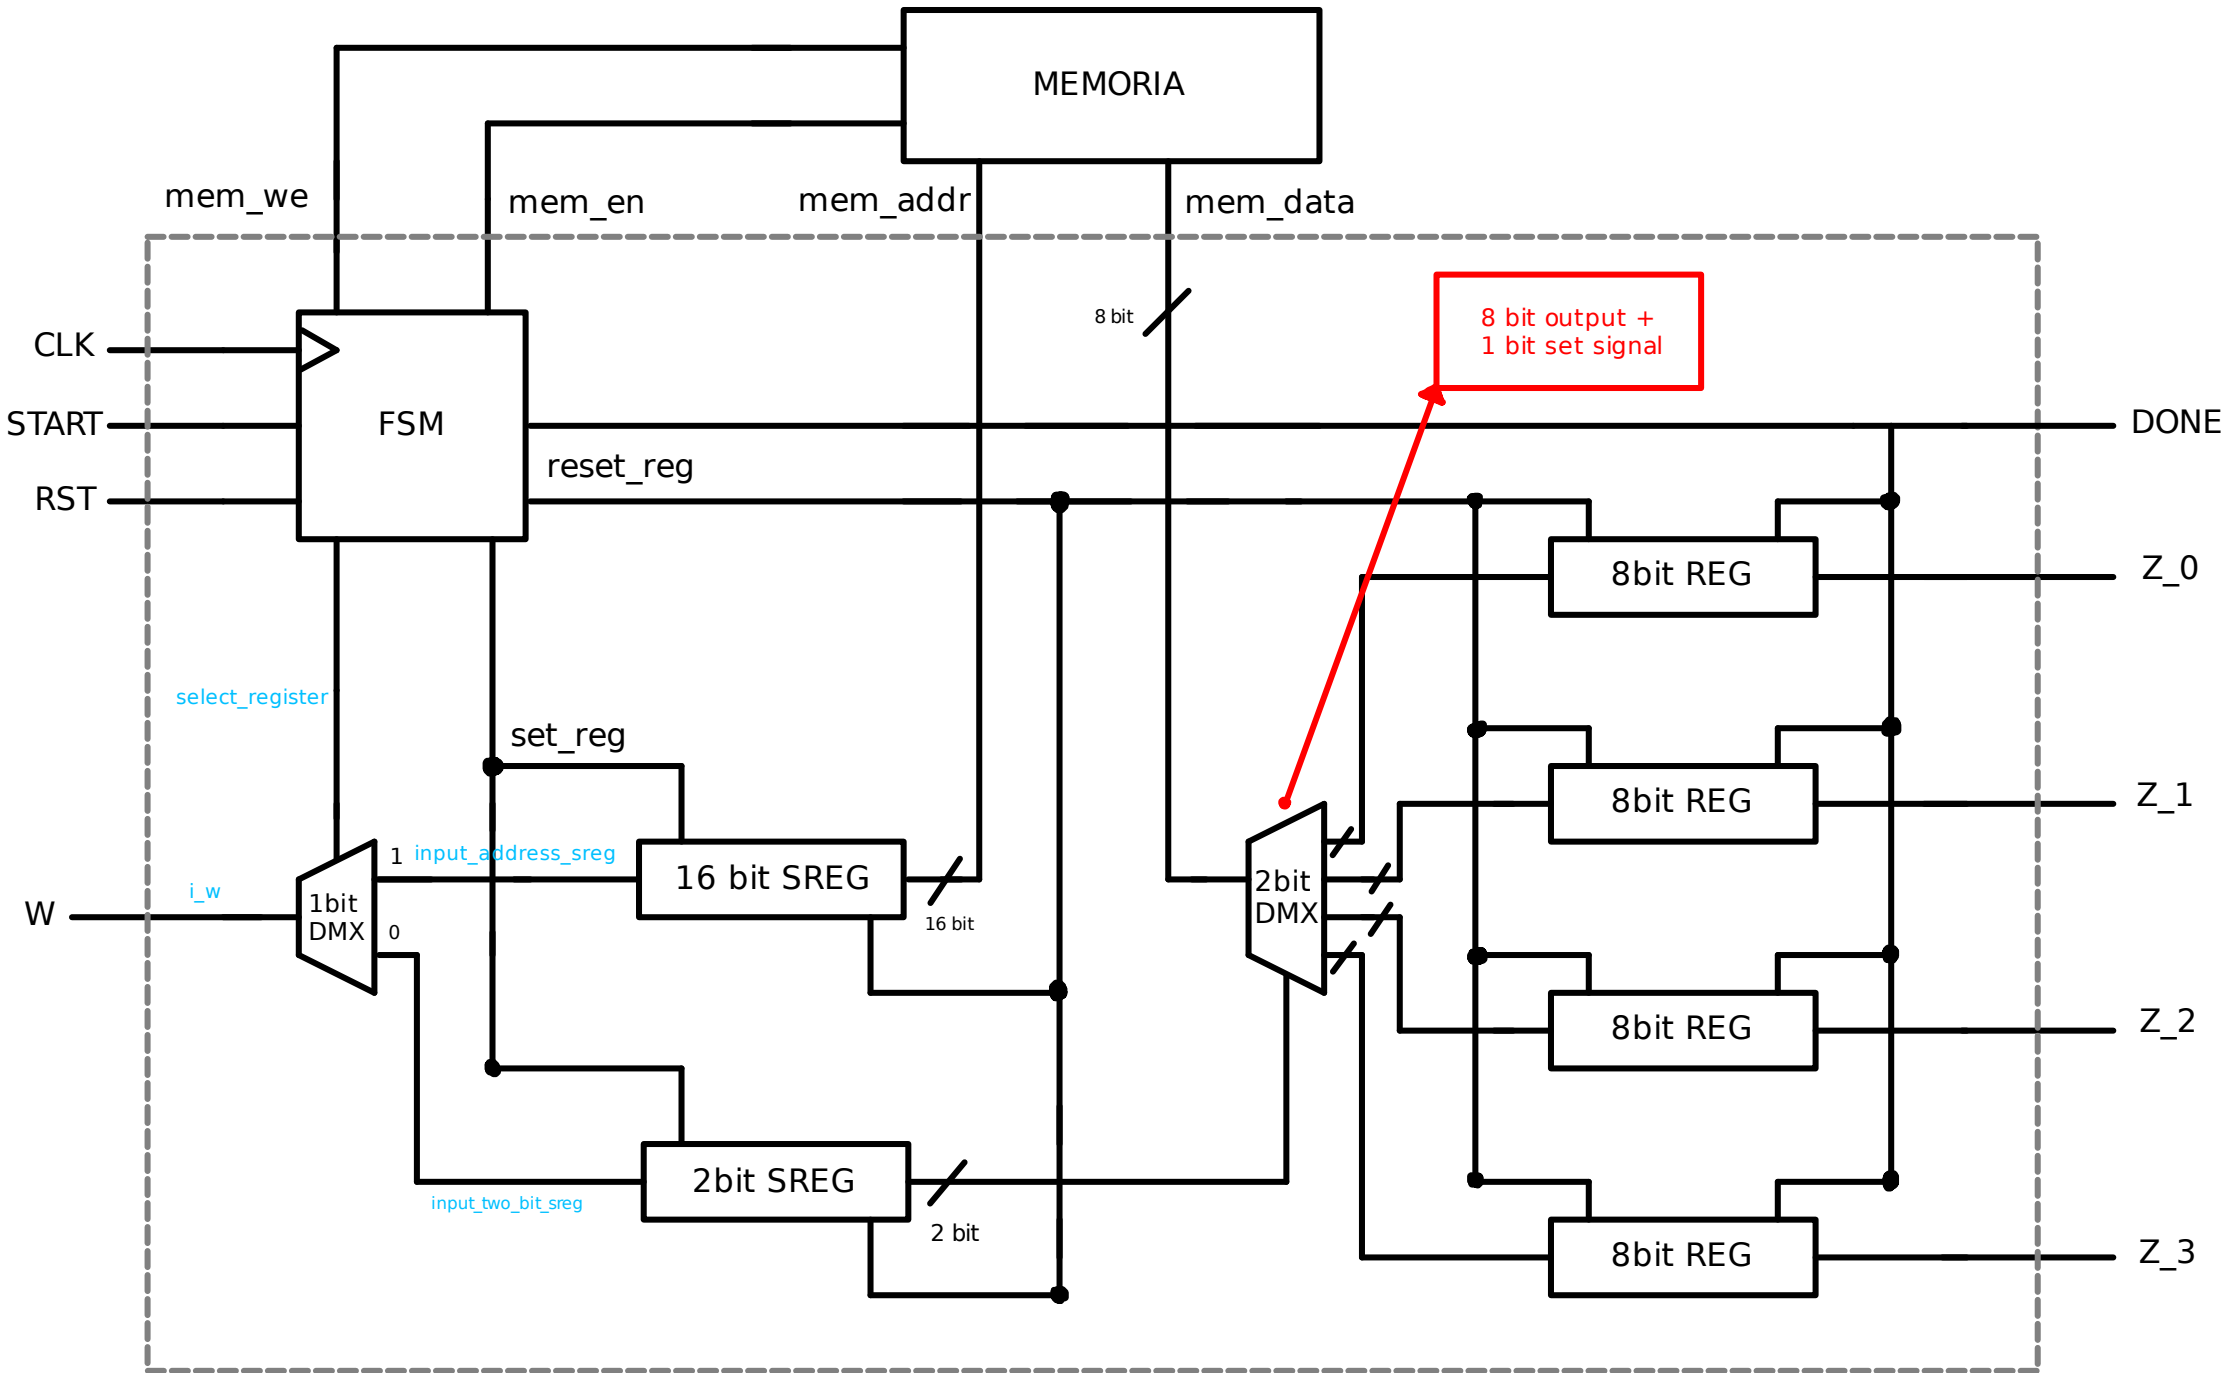 MEMORIA
mem_we
mem_en
mem_addr
mem_data
8 bit
8 bit output +
1 bit set signal
CLK
START
RST
FSM
DONE
reset_reg
8bit REG
Z_0
select_register
set_reg
8bit REG
Z_1
1
input_address_sreg
16 bit SREG
16 bit
i_w
W
1bit
DMX
0
2bit
DMX
8bit REG
Z_2
2bit SREG
input_two_bit_sreg
2 bit
8bit REG
Z_3